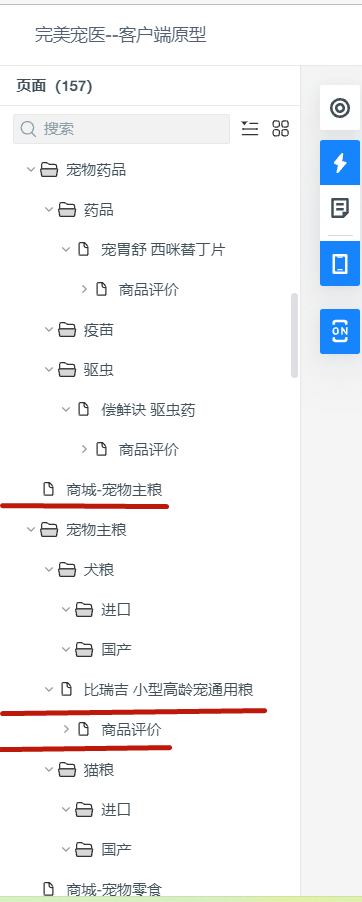 完美宠医--客户端原型
页面（157）
搜索
宠物药品
药品
宠胃舒 西咪替丁片
商品评价
疫苗
驱虫
偿鲜诀 驱虫药
商品评价
商城-宠物主粮
宠物主粮
犬粮
进口
国产
比瑞吉 小型高龄宠通用粮
商品评价
猫粮
进口
国产
商城-宠物零食
ON